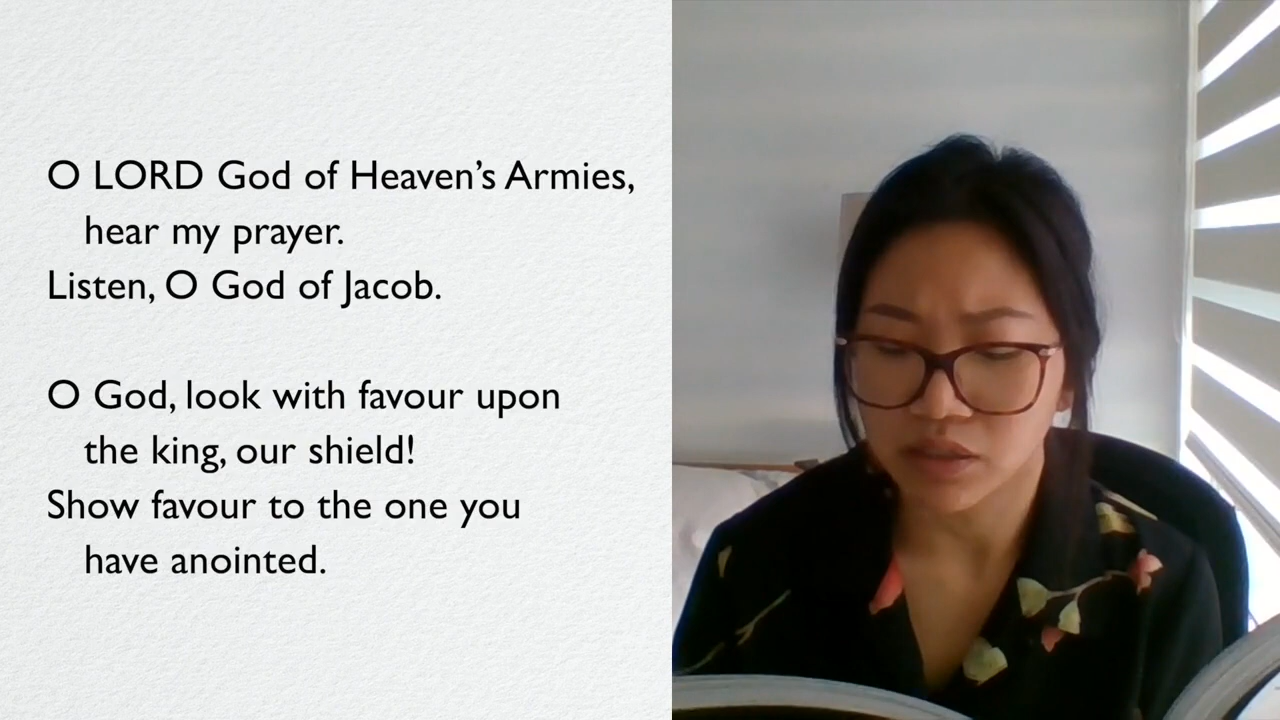 O LORD God of Heaven’s Armies,
hear my prayer.
Listen, O God of Jacob.
O God, look with favour upon
the king, our shield!
Show favour to the one you
have anointed.